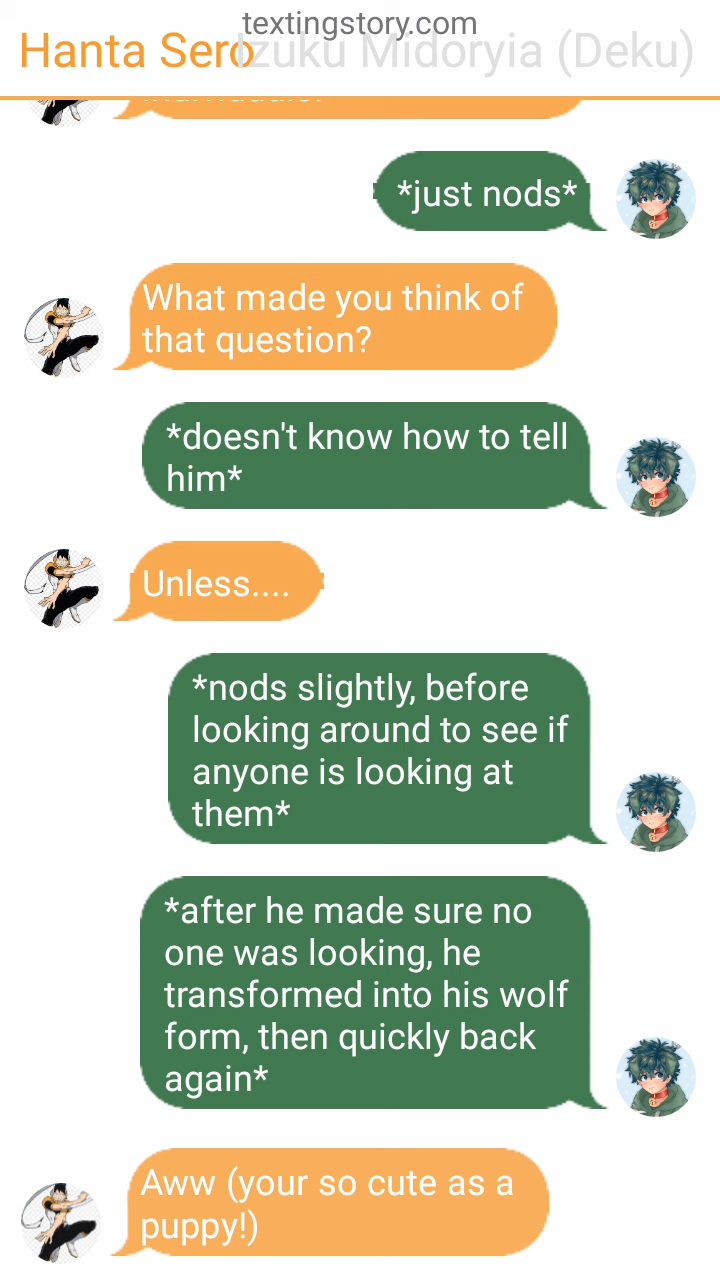 textingstory.com
Hanta Sero Izuku Midoryia (Deku)
*just nods*
What made you think of
that question?
*doesn't know how to tell
him*
Unless....
*nods slightly, before
looking around to see if
anyone is looking at
them*
*after he made sure no
one was looking, he
transformed into his wolf
form, then quickly back
again*
Aww (your so cute as a
puppy!)